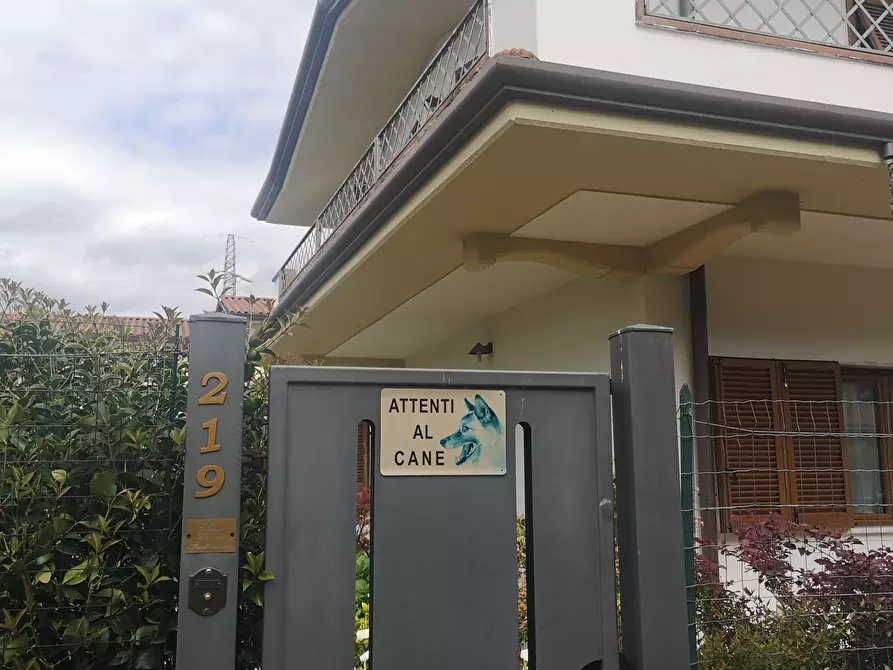 219
ATTENTI
AL
CANE